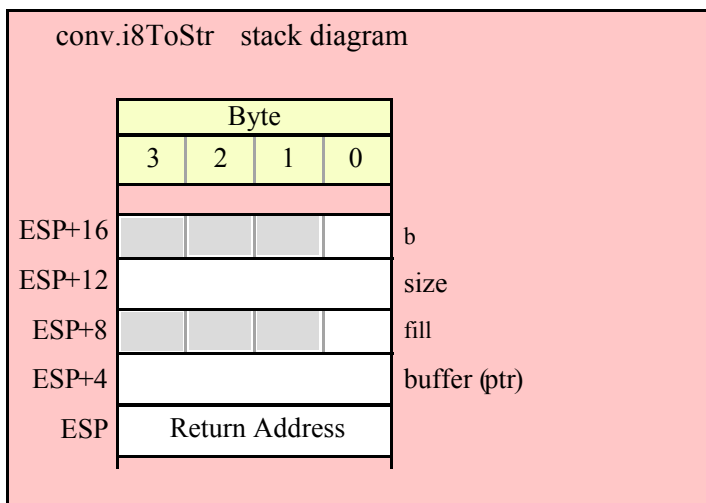 conv.i8ToStr stack diagram
Byte
3 2 1 0
ESP+16 b
ESP+12 size
ESP+8 fill
ESP+4 buffer (ptr)
ESP Return Address